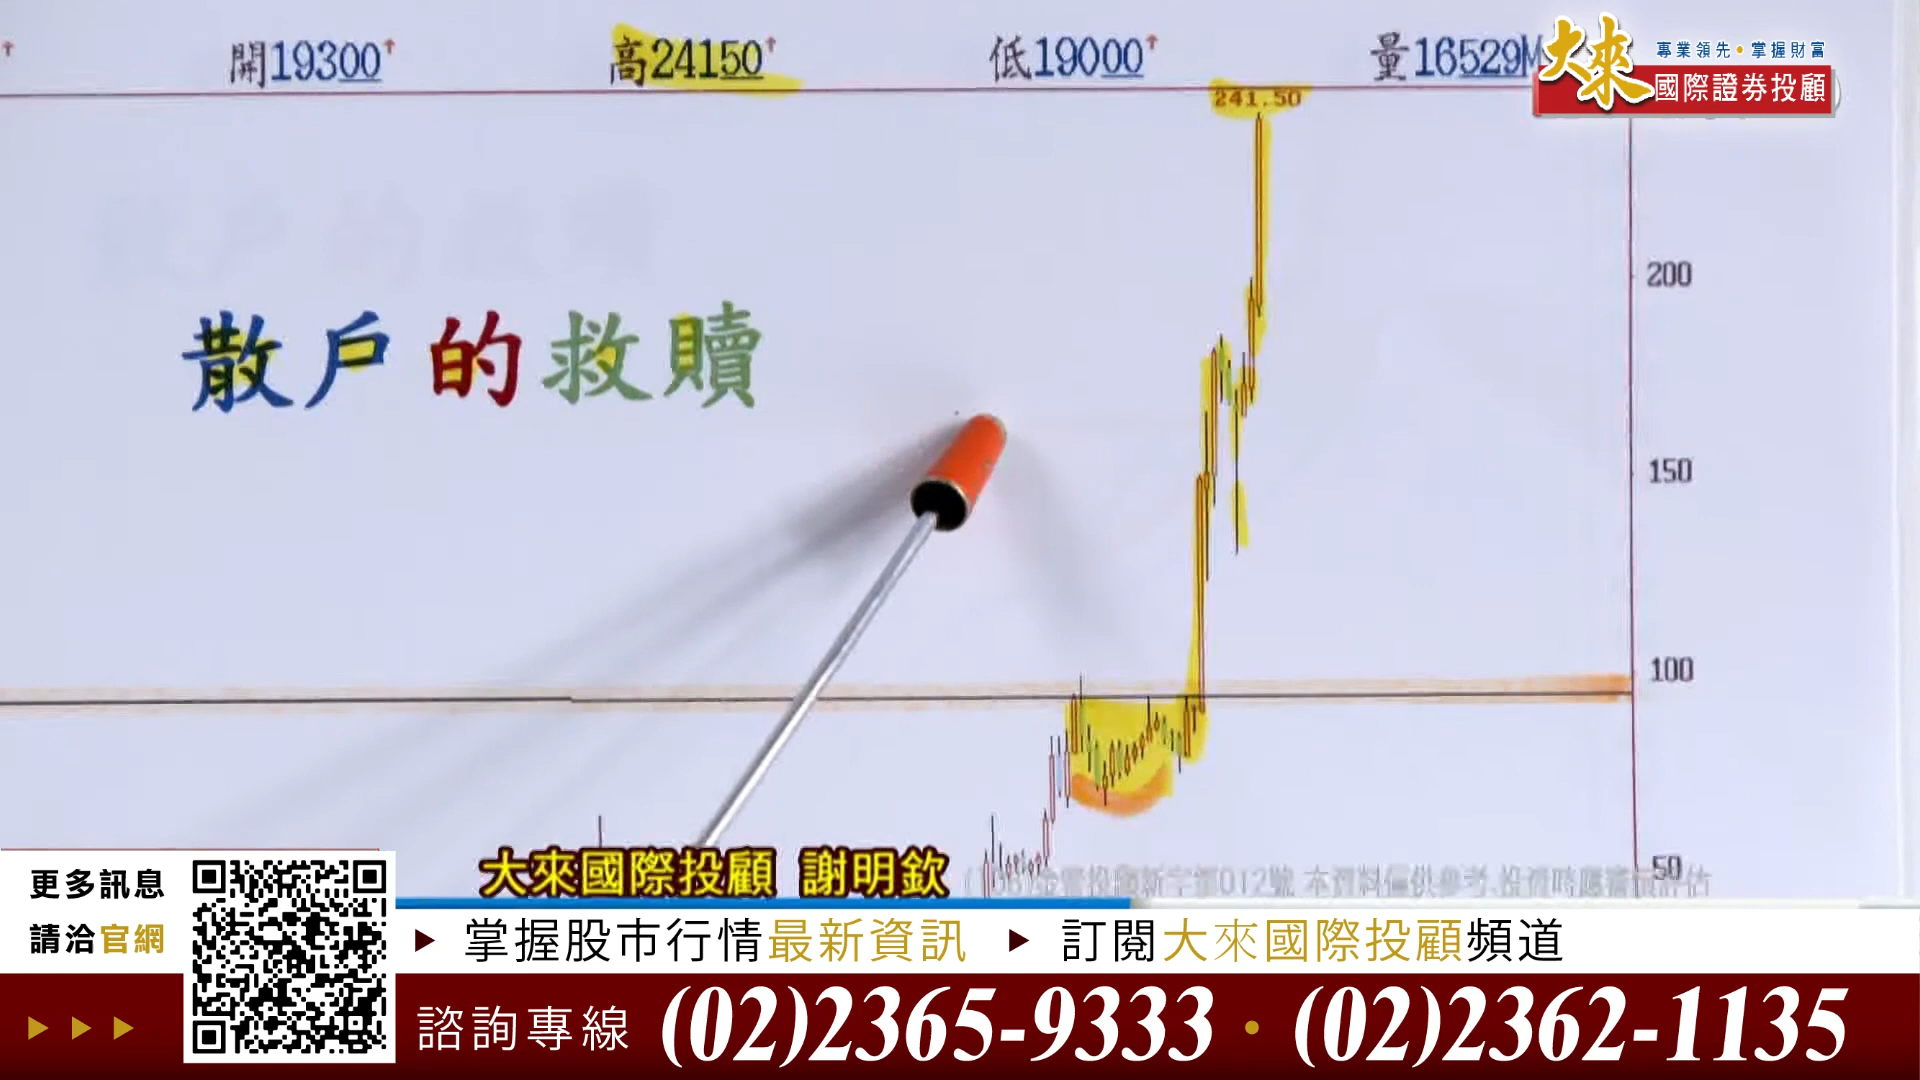 開19300↑ 高24150↑ 低19000↑ 量16529M
大來 專業領先•掌握財富
國際證券投顧
241.50
200
散戶的救贖
150
100
50
大來國際投顧 謝明欽
更多訊息
請洽官網
▶ 掌握股市行情最新資訊 ▶ 訂閱大來國際投顧頻道
諮詢專線 (02)2365-9333•(02)2362-1135